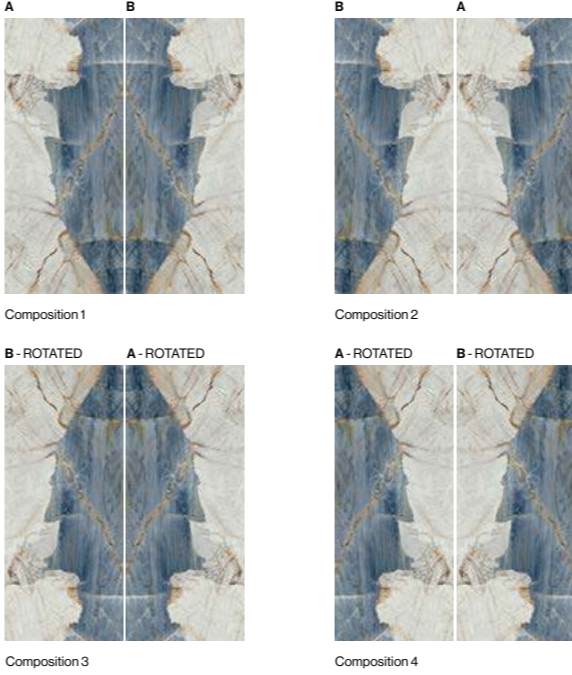 A B B A
Composition 1 Composition 2
B - ROTATED A - ROTATED A - ROTATED B - ROTATED
Composition 3 Composition 4